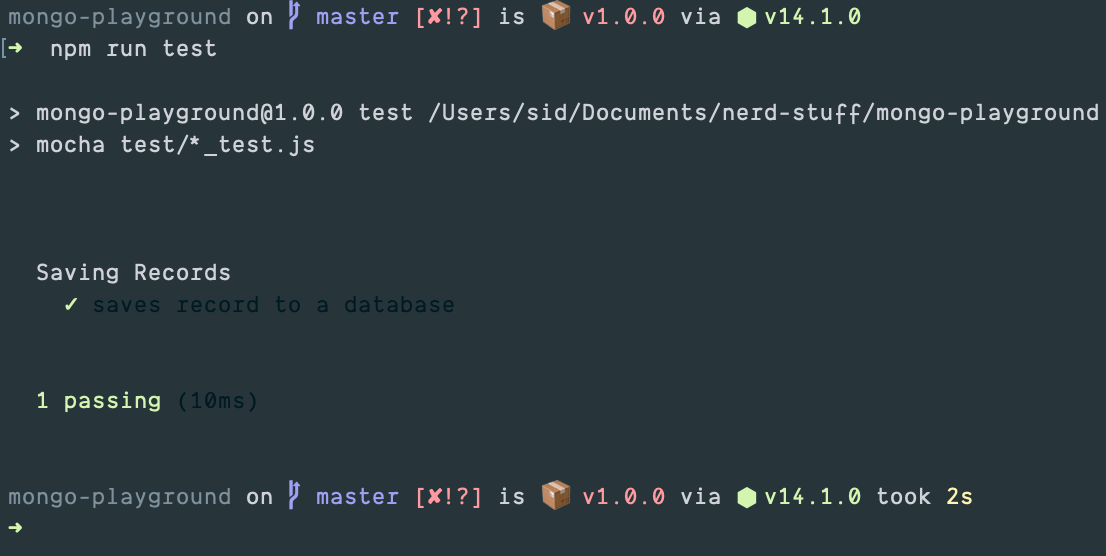 mongo-playground on master [✘!?] is 📦 v1.0.0 via ⬢ v14.1.0
[➜ npm run test
> mongo-playground@1.0.0 test /Users/sid/Documents/nerd-stuff/mongo-playground
> mocha test/*_test.js
Saving Records
✓ saves record to a database
1 passing (10ms)
mongo-playground on master [✘!?] is 📦 v1.0.0 via ⬢ v14.1.0 took 2s
➜